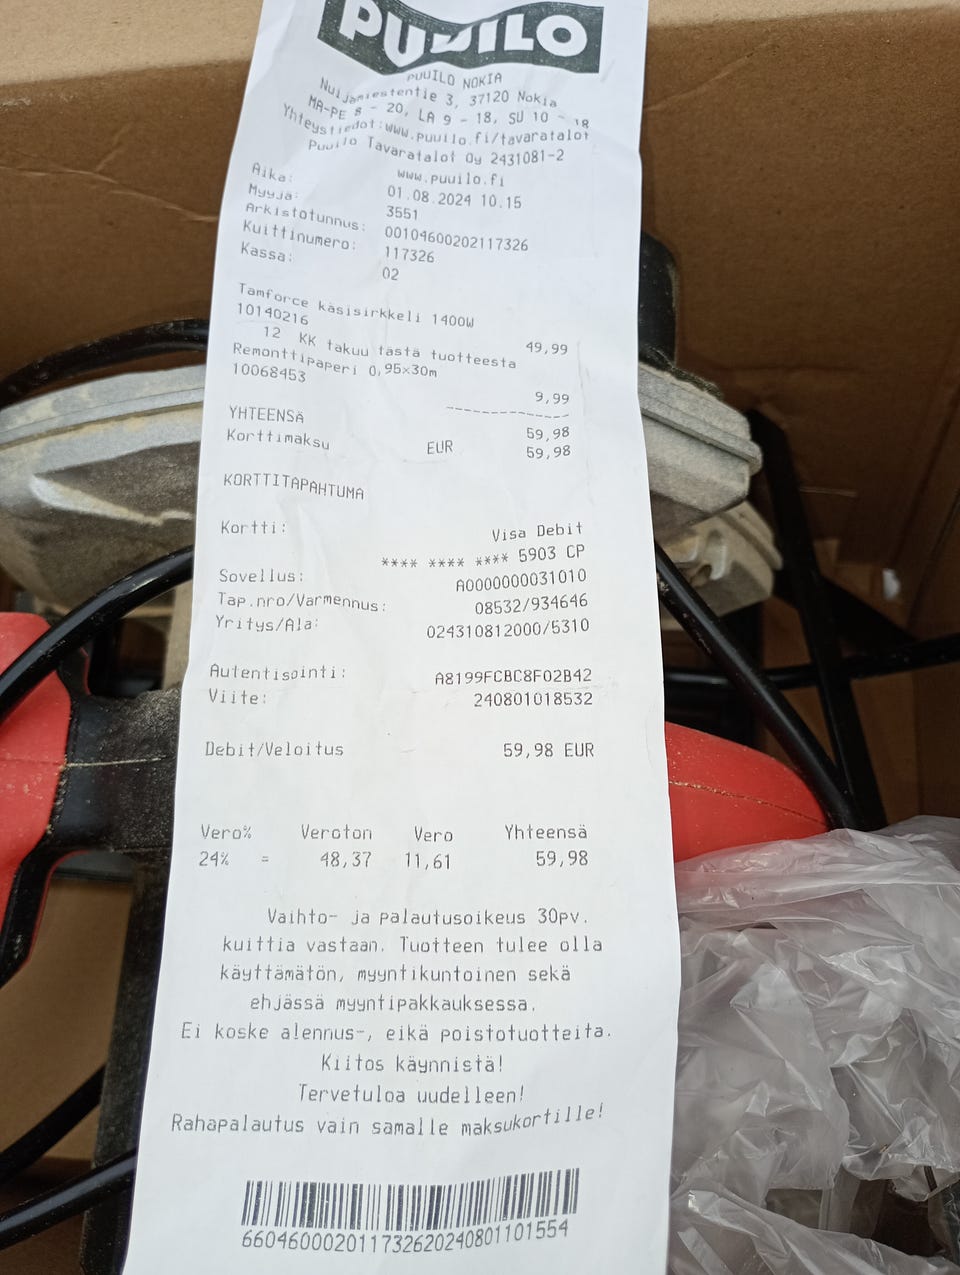 PUUILO
PUUILO NOKIA
Nuijamiestentie 3, 37120 Nokia
MA-PE 8 - 20, LA 9 - 18, SU 10 - 18
Yhteystiedot:www.puuilo.fi/tavaratalot
Puuilo Tavaratalot Oy 2431081-2
www.puuilo.fi
Aika: 01.08.2024 10.15
Myyjä: 3551
Arkistotunnus: 00104600202117326
Kuittinumero: 117326
Kassa: 02
Tamforce käsisirkkeli 1400W
10140216 49,99
12 KK takuu tästä tuotteesta
Remonttipaperi 0,95x30m
10068453 9,99
--------------
YHTEENSÄ 59,98
Korttimaksu EUR 59,98
KORTTITAPAHTUMA
Kortti: Visa Debit
**** **** **** 5903 CP
Sovellus: A0000000031010
Tap.nro/Varmennus: 08532/934646
Yritys/Ala: 024310812000/5310
Autentisointi: A8199FCBC8F02B42
Viite: 240801018532
Debit/Veloitus 59,98 EUR
Vero% Veroton Vero Yhteensä
24% = 48,37 11,61 59,98
Vaihto- ja palautusoikeus 30pv.
kuittia vastaan. Tuotteen tulee olla
käyttämätön, myyntikuntoinen sekä
ehjässä myyntipakkauksessa.
Ei koske alennus-, eikä poistotuotteita.
Kiitos käynnistä!
Tervetuloa uudelleen!
Rahapalautus vain samalle maksukortille!
660460002011732620240801101554